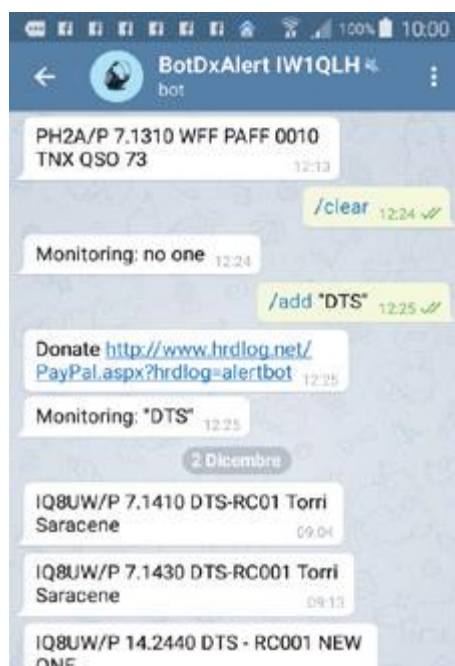 100% 10:00
BotDxAlert IW1QLH
bot
PH2A/P 7.1310 WFF PAFF 0010
TNX QSO 73
12:13
/clear 12:24
Monitoring: no one 12:24
/add "DTS" 12:25
Donate http://www.hrdlog.net/
PayPal.aspx?hrdlog=alertbot 12:25
Monitoring: "DTS" 12:25
2 Dicembre
IQ8UW/P 7.1410 DTS-RC01 Torri
Saracene 09:04
IQ8UW/P 7.1430 DTS-RC001 Torri
Saracene 09:13
IQ8UW/P 14.2440 DTS - RC001 NEW
ONE